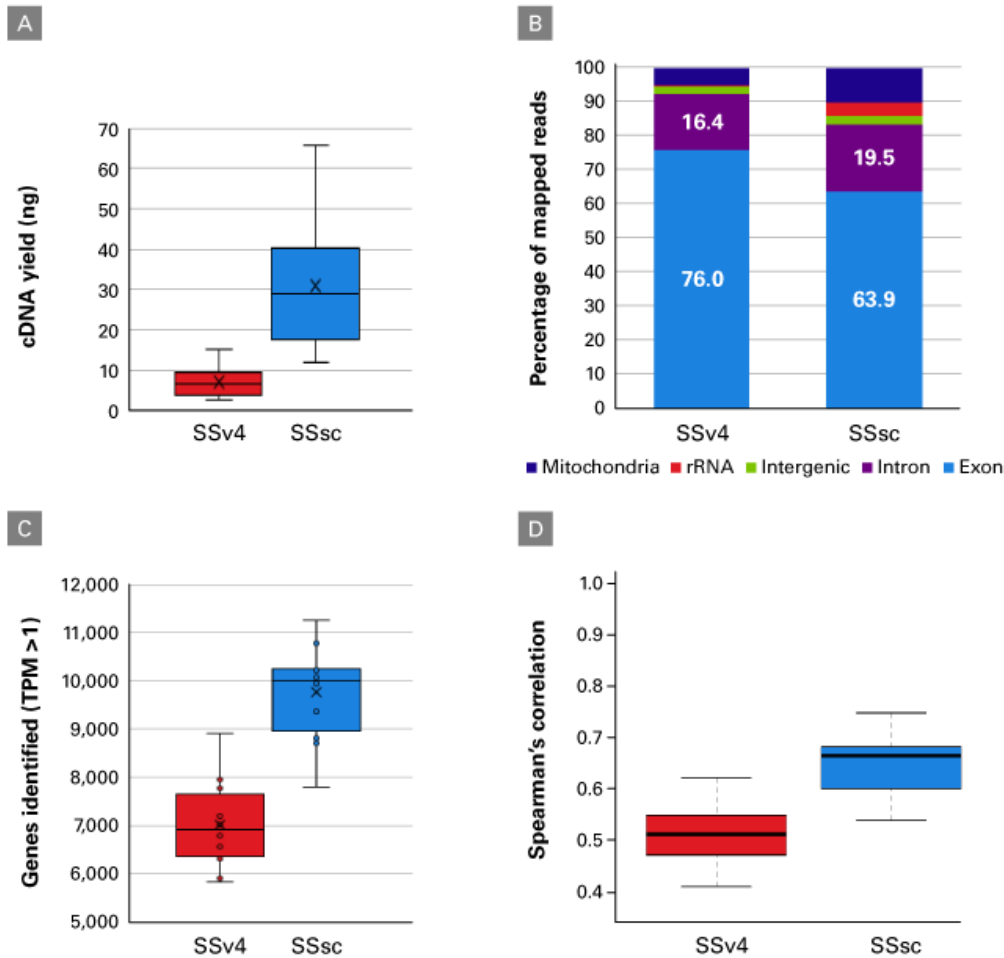 A
cDNA yield (ng)
70
60
50
40
30
20
10
0
SSv4 SSsc
B
Percentage of mapped reads
100
90
80
70
60
50
40
30
20
10
0
16.4
76.0
19.5
63.9
SSv4 SSsc
Mitochondria rRNA Intergenic Intron Exon
C
Genes identified (TPM >1)
12,000
11,000
10,000
9,000
8,000
7,000
6,000
5,000
SSv4 SSsc
D
Spearman's correlation
1.0
0.9
0.8
0.7
0.6
0.5
0.4
SSv4 SSsc